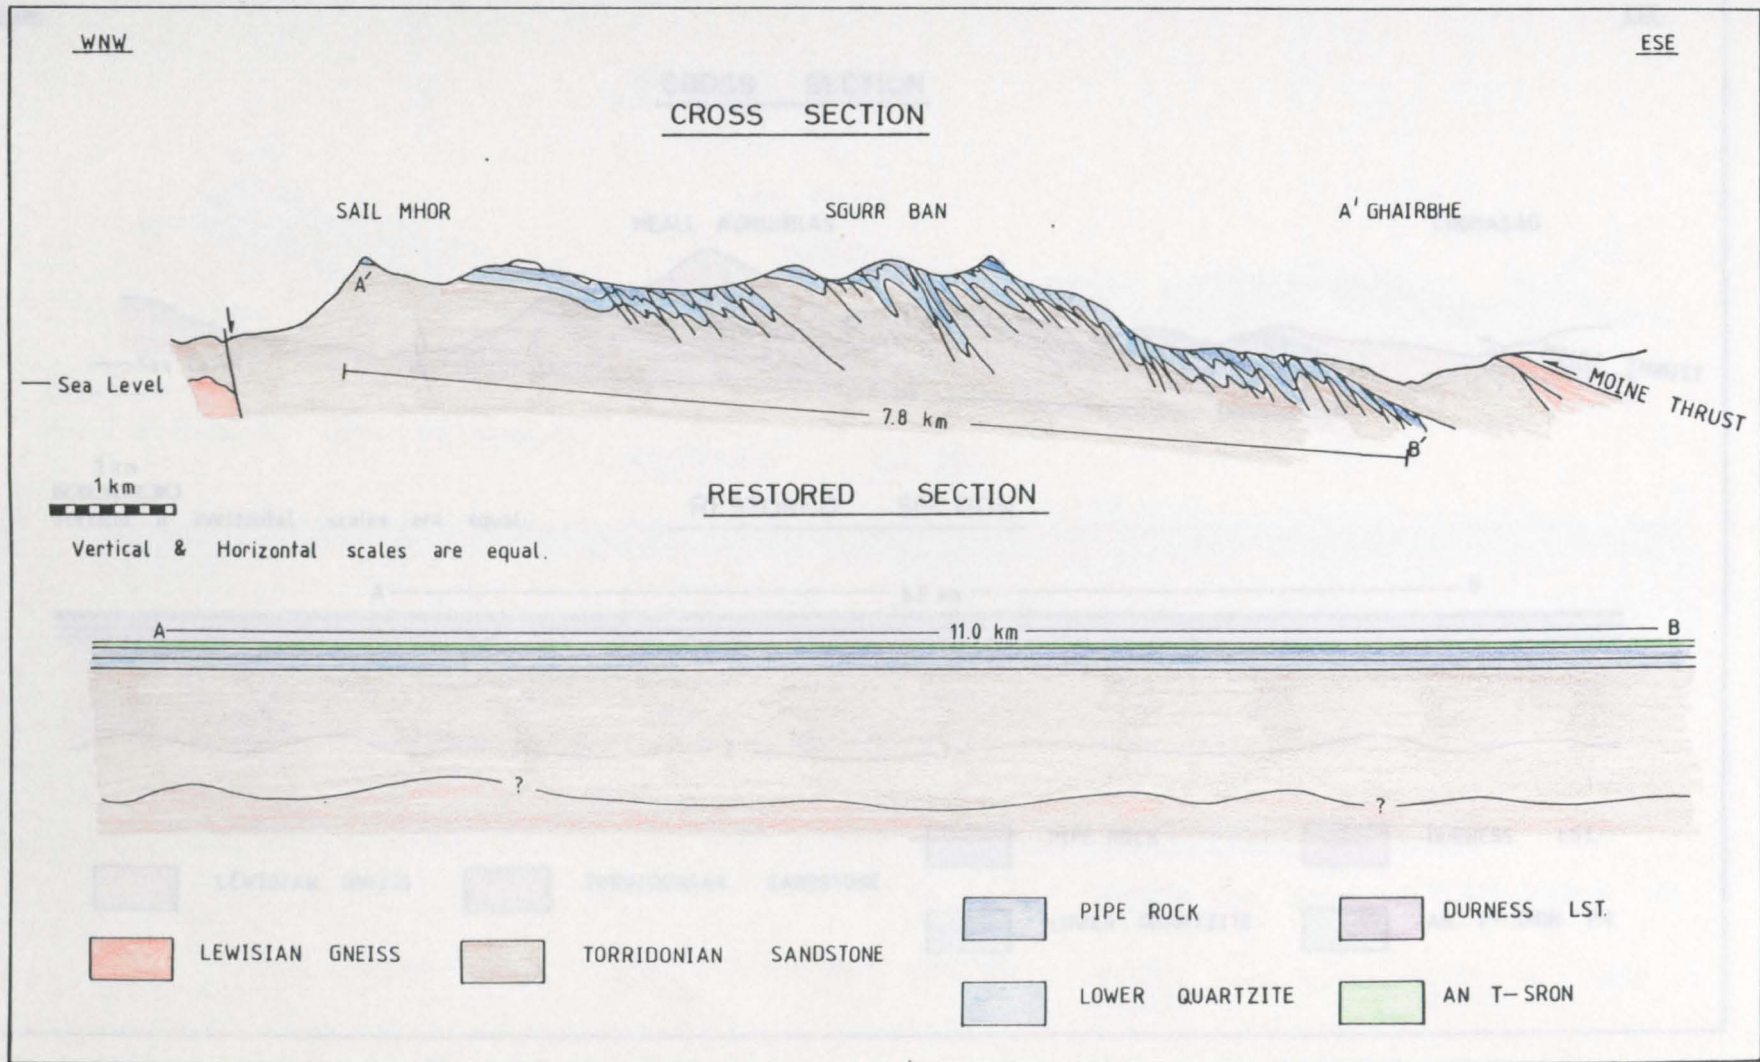 WNW
ESE
CROSS SECTION
SAIL MHOR
SGURR BAN
A' GHAIRBHE
A'
Sea Level
MOINE THRUST
7.8 km
B'
1 km
RESTORED SECTION
Vertical & Horizontal scales are equal.
A
11.0 km
B
?
?
PIPE ROCK
DURNESS LST.
LEWISIAN GNEISS
TORRIDONIAN SANDSTONE
LOWER QUARTZITE
AN T-SRON